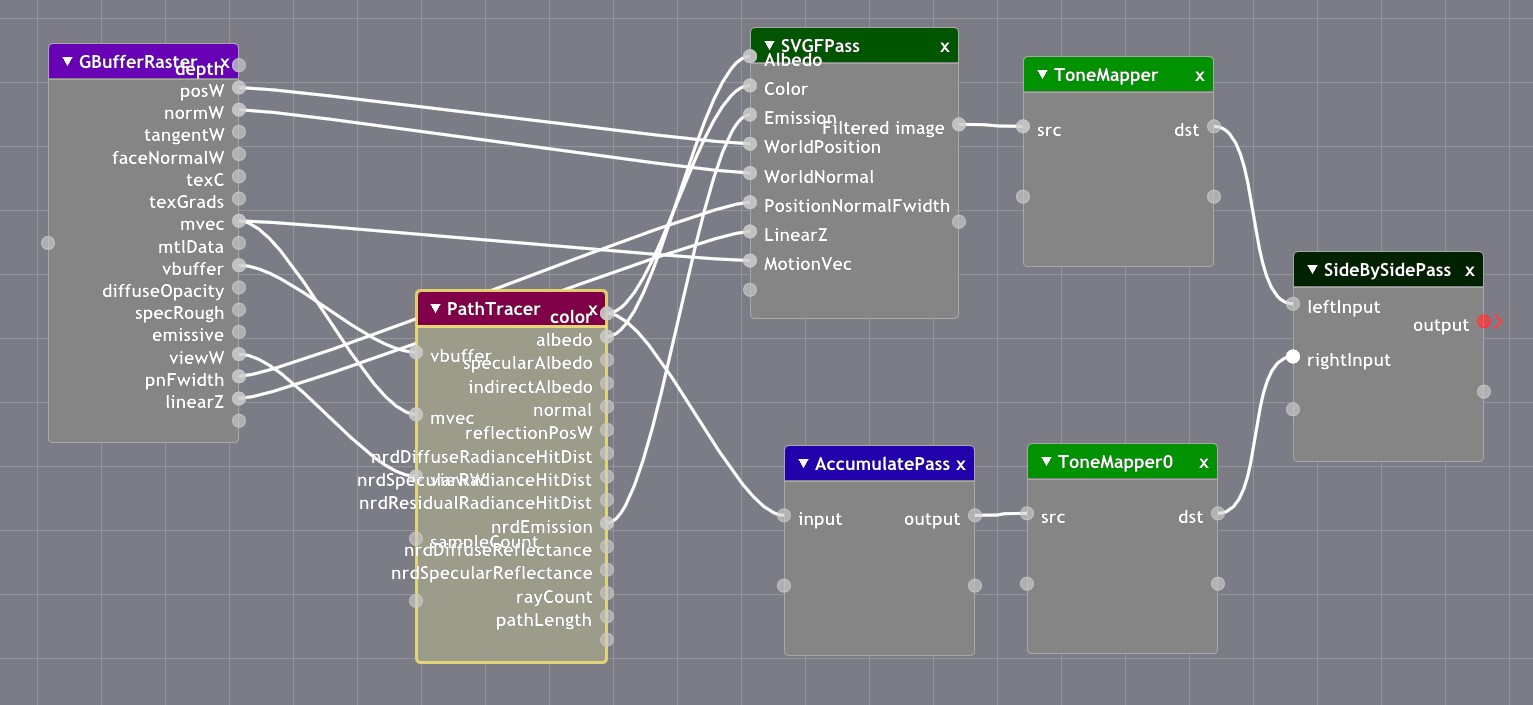 ▼ GBufferRaster x
depth
posW
normW
tangentW
faceNormalW
texC
texGrads
mvec
mtlData
vbuffer
diffuseOpacity
specRough
emissive
viewW
pnFwidth
linearZ
▼ PathTracer x
color
albedo
vbuffer
specularAlbedo
indirectAlbedo
normal
mvec
reflectionPosW
nrdDiffuseRadianceHitDist
viewW
nrdSpecularRadianceHitDist
nrdResidualRadianceHitDist
nrdEmission
sampleCount
nrdDiffuseReflectance
nrdSpecularReflectance
rayCount
pathLength
▼ SVGFPass x
Albedo
Color
Emission
Filtered image
WorldPosition
WorldNormal
PositionNormalFwidth
LinearZ
MotionVec
▼ ToneMapper x
src dst
▼ AccumulatePass x
input output
▼ ToneMapper0 x
src dst
▼ SideBySidePass x
leftInput
output
rightInput